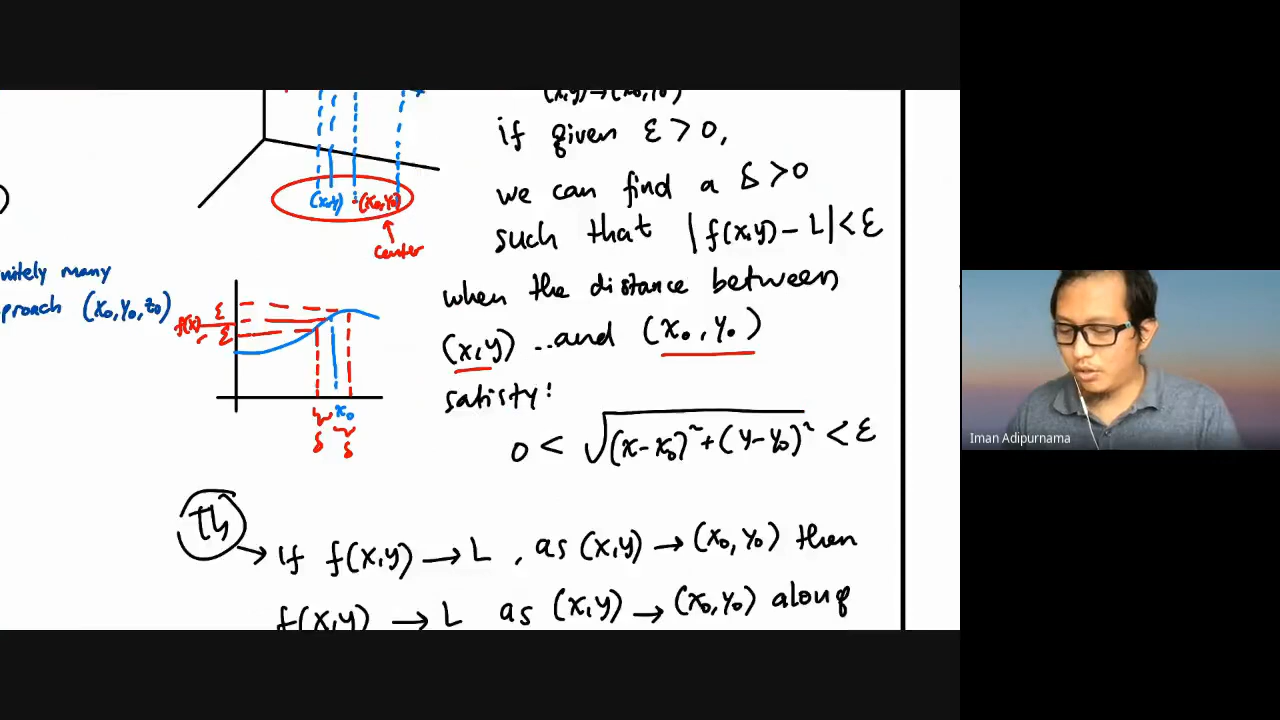 (x,y)→(x₀,y₀)
if given ε > 0,
we can find a δ > 0
such that |f(x,y) - L| < ε
when the distance between
(x,y) ..and (x₀, y₀)
satisfy:
0 < √(x-x₀)²+(y-y₀)² < ε
(x,y) (x₀,y₀)
center
nitely many
proach (x₀, y₀, z₀)
ε
f(x)
ε
x₀
δ δ
Th
→ If f(x,y) → L , as (x,y) → (x₀, y₀) then
f(x,y) → L as (x,y) → (x₀, y₀) along
Iman Adipurnama